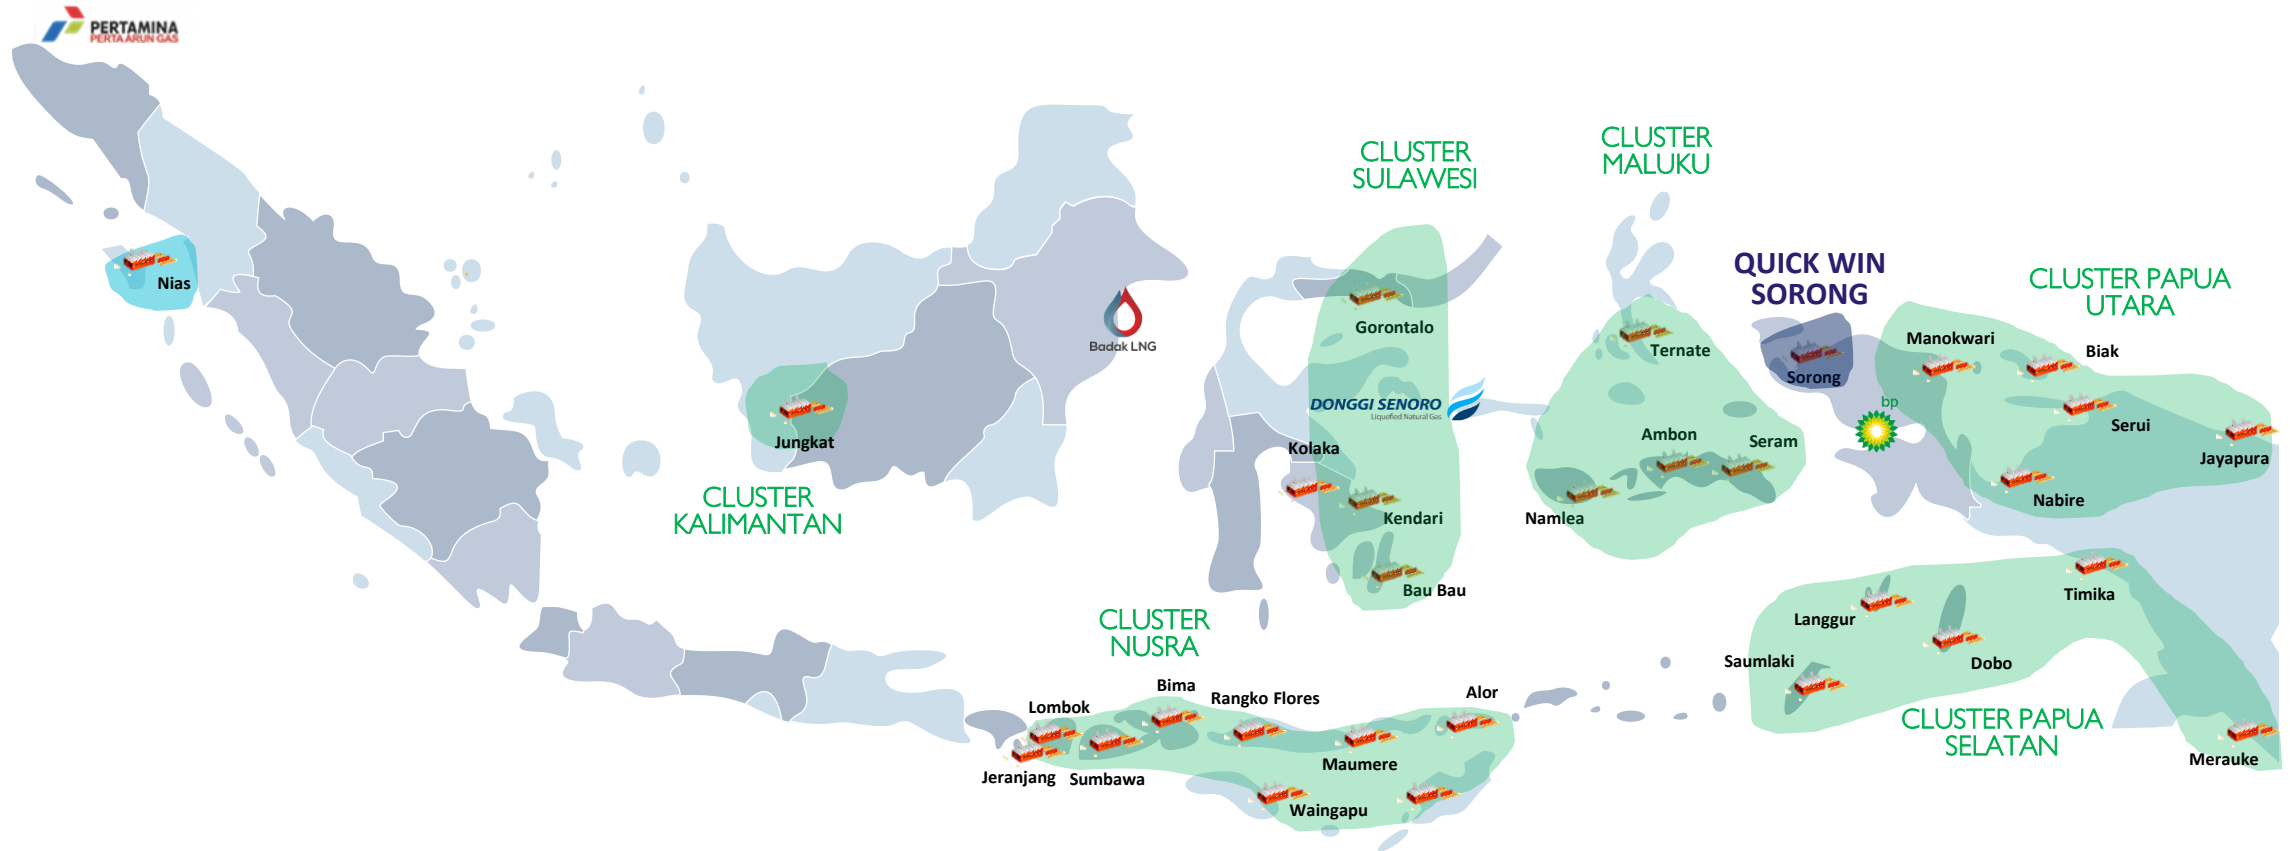 PERTAMINA
PERTA ARUN GAS
CLUSTER
MALUKU
CLUSTER
SULAWESI
QUICK WIN
SORONG
CLUSTER PAPUA
UTARA
Nias
Gorontalo
Ternate
Manokwari
Biak
Badak LNG
Sorong
bp
DONGGI SENORO
Liquefied Natural Gas
Serui
Jungkat
Kolaka
Ambon
Seram
Jayapura
CLUSTER
KALIMANTAN
Kendari
Namlea
Nabire
Bau Bau
Timika
CLUSTER
NUSRA
Langgur
Saumlaki
Dobo
Bima
Rangko Flores
Alor
Lombok
CLUSTER PAPUA
SELATAN
Jeranjang
Sumbawa
Maumere
Merauke
Waingapu